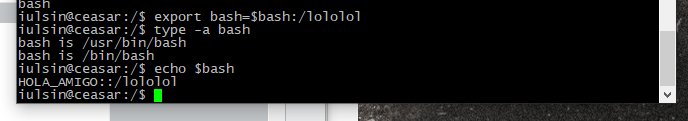 bash
iulsin@ceasar:/$ export bash=$bash:/lololol
iulsin@ceasar:/$ type -a bash
bash is /usr/bin/bash
bash is /bin/bash
iulsin@ceasar:/$ echo $bash
HOLA_AMIGO::/lololol
iulsin@ceasar:/$